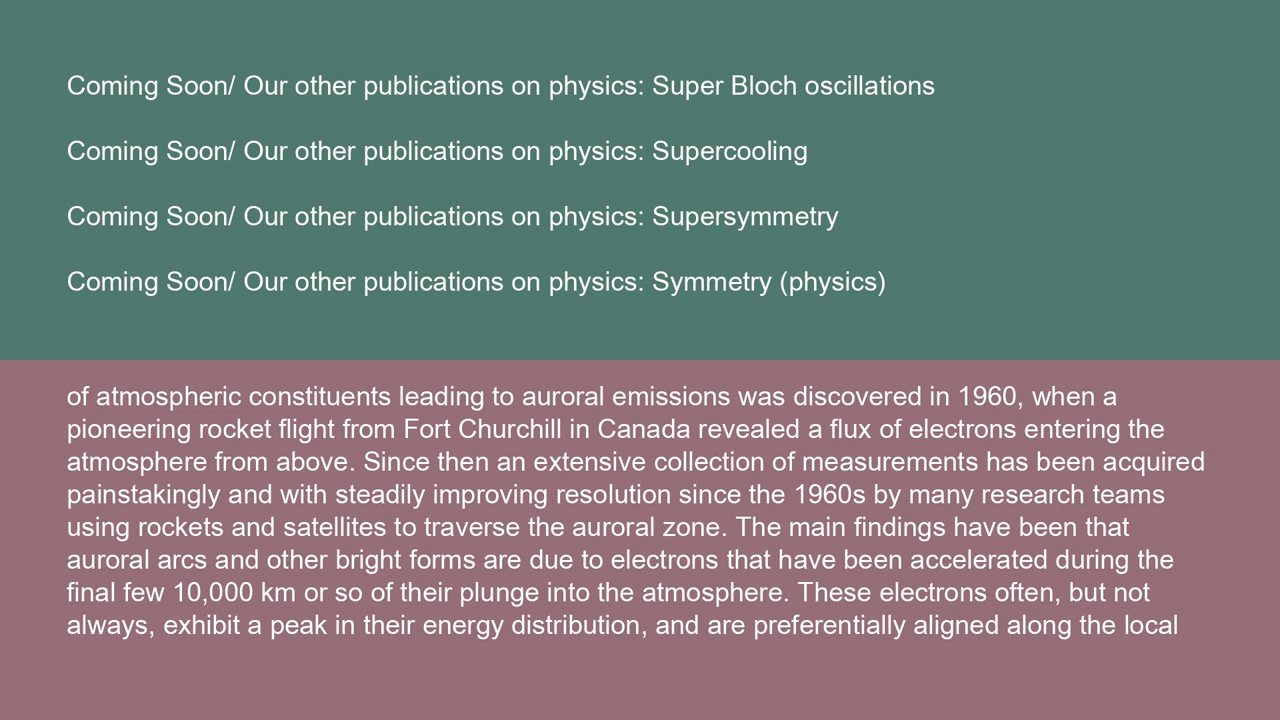 Coming Soon/ Our other publications on physics: Super Bloch oscillations
Coming Soon/ Our other publications on physics: Supercooling
Coming Soon/ Our other publications on physics: Supersymmetry
Coming Soon/ Our other publications on physics: Symmetry (physics)
of atmospheric constituents leading to auroral emissions was discovered in 1960, when a
pioneering rocket flight from Fort Churchill in Canada revealed a flux of electrons entering the
atmosphere from above. Since then an extensive collection of measurements has been acquired
painstakingly and with steadily improving resolution since the 1960s by many research teams
using rockets and satellites to traverse the auroral zone. The main findings have been that
auroral arcs and other bright forms are due to electrons that have been accelerated during the
final few 10,000 km or so of their plunge into the atmosphere. These electrons often, but not
always, exhibit a peak in their energy distribution, and are preferentially aligned along the local